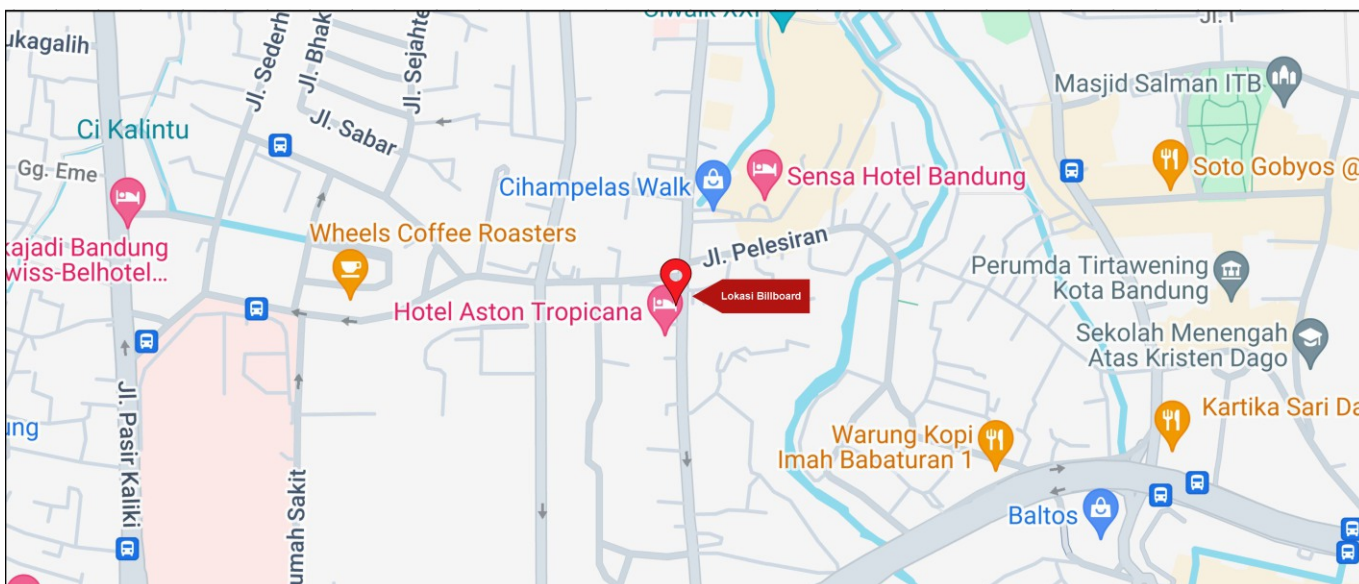 Siwalk XXI
ukagalih
Jl. Sederh
Jl. Bhak
Jl. Sejahte
Masjid Salman ITB
Ci Kalintu
Jl. Sabar
Gg. Eme
Cihampelas Walk
Sensa Hotel Bandung
Soto Gobyos @
kajadi Bandung
wiss-Belhotel...
Wheels Coffee Roasters
Jl. Pelesiran
Perumda Tirtawening
Kota Bandung
Lokasi Billboard
Hotel Aston Tropicana
Sekolah Menengah
Atas Kristen Dago
Jl. Pasir Kaliki
ung
umah Sakit
Warung Kopi
Imah Babaturan 1
Kartika Sari Da
Baltos